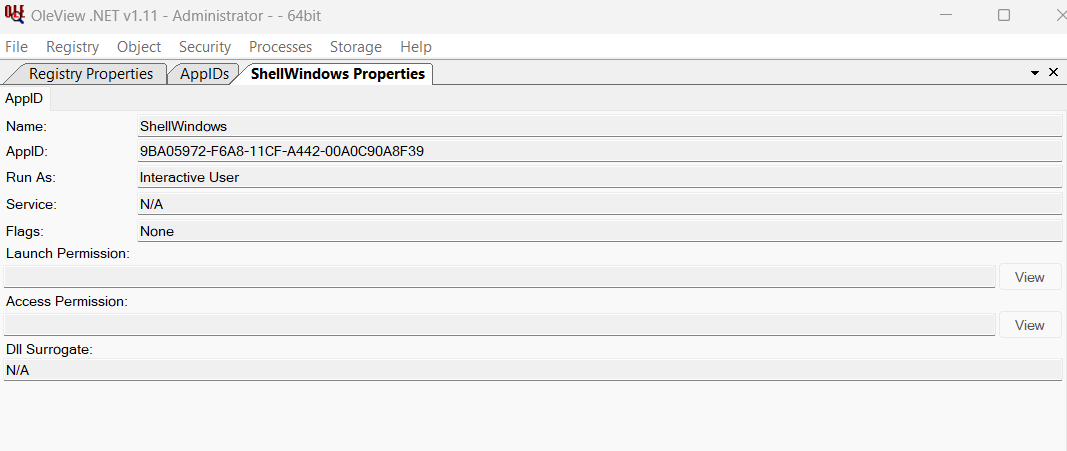 OleView .NET v1.11 - Administrator - - 64bit
File Registry Object Security Processes Storage Help
Registry Properties AppIDs ShellWindows Properties
AppID
Name: ShellWindows
AppID: 9BA05972-F6A8-11CF-A442-00A0C90A8F39
Run As: Interactive User
Service: N/A
Flags: None
Launch Permission:
View
Access Permission:
View
Dll Surrogate:
N/A